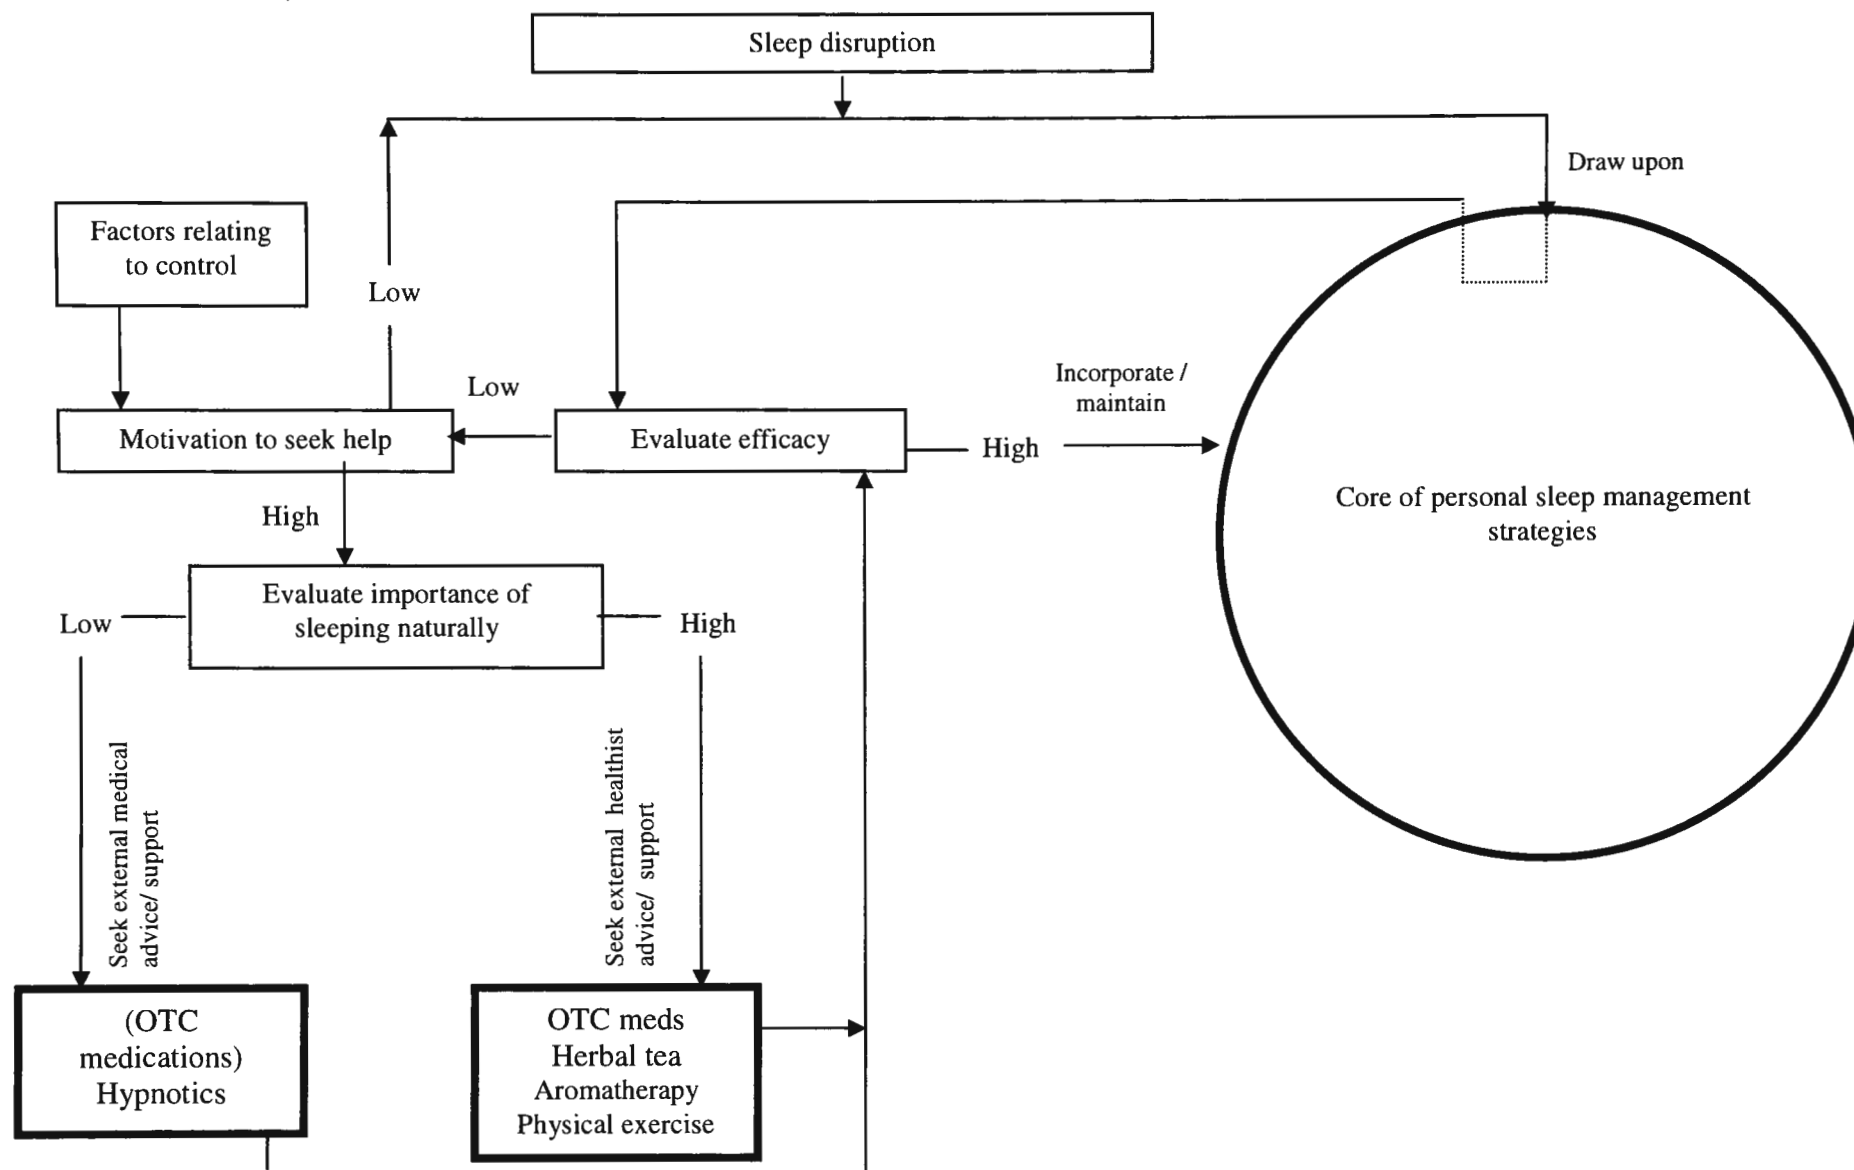 Sleep disruption
Draw upon
Factors relating
to control
Low
Incorporate /
maintain
Low
Motivation to seek help
Evaluate efficacy
High
Core of personal sleep management
strategies
High
Evaluate importance of
sleeping naturally
Low
High
Seek external medical
advice/ support
Seek external healthist
advice/ support
(OTC
medications)
Hypnotics
OTC meds
Herbal tea
Aromatherapy
Physical exercise